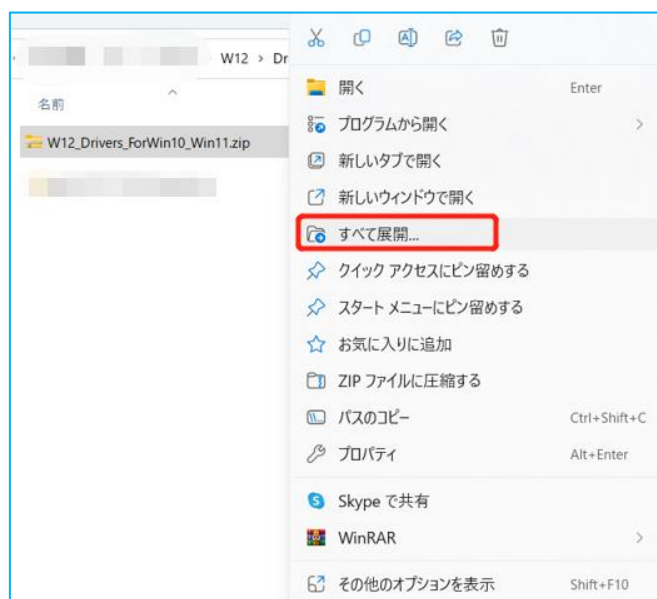 W12 > Dr
名前
W12_Drivers_ForWin10_Win11.zip
開く Enter
プログラムから開く
新しいタブで開く
新しいウィンドウで開く
すべて展開...
クイック アクセスにピン留めする
スタート メニューにピン留めする
お気に入りに追加
ZIP ファイルに圧縮する
パスのコピー Ctrl+Shift+C
プロパティ Alt+Enter
Skype で共有
WinRAR
その他のオプションを表示 Shift+F10